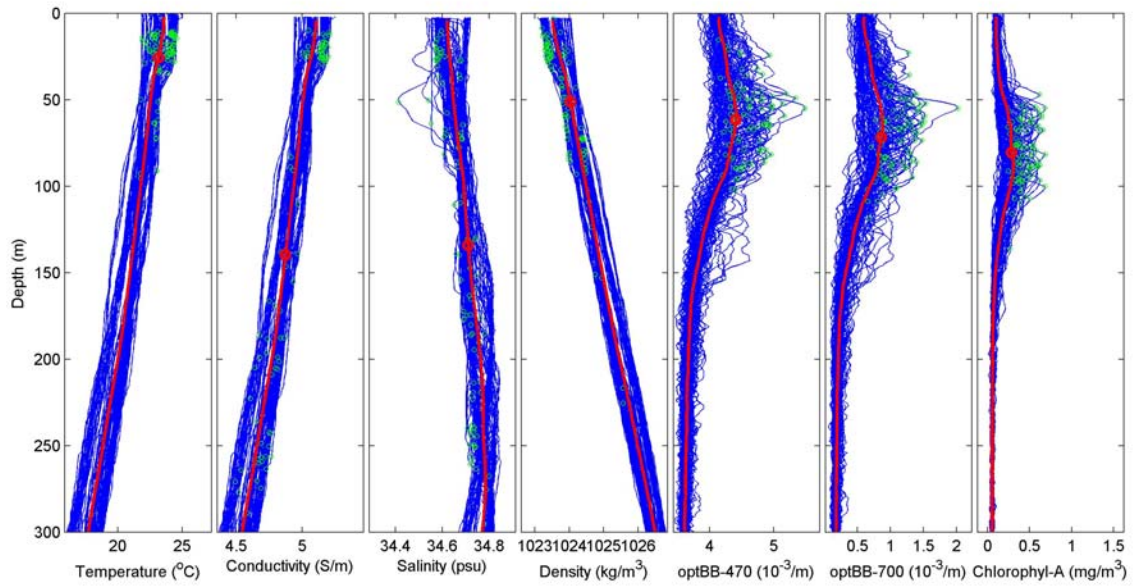 0
50
100
150
200
250
300
Depth (m)
20 25
4.5 5
34.4 34.6 34.8
1023 1024 1025 1026
4 5
0.5 1 1.5 2
0 0.5 1 1.5
Temperature (°C)
Conductivity (S/m)
Salinity (psu)
Density (kg/m³)
optBB-470 (10⁻³/m)
optBB-700 (10⁻³/m)
Chlorophyl-A (mg/m³)